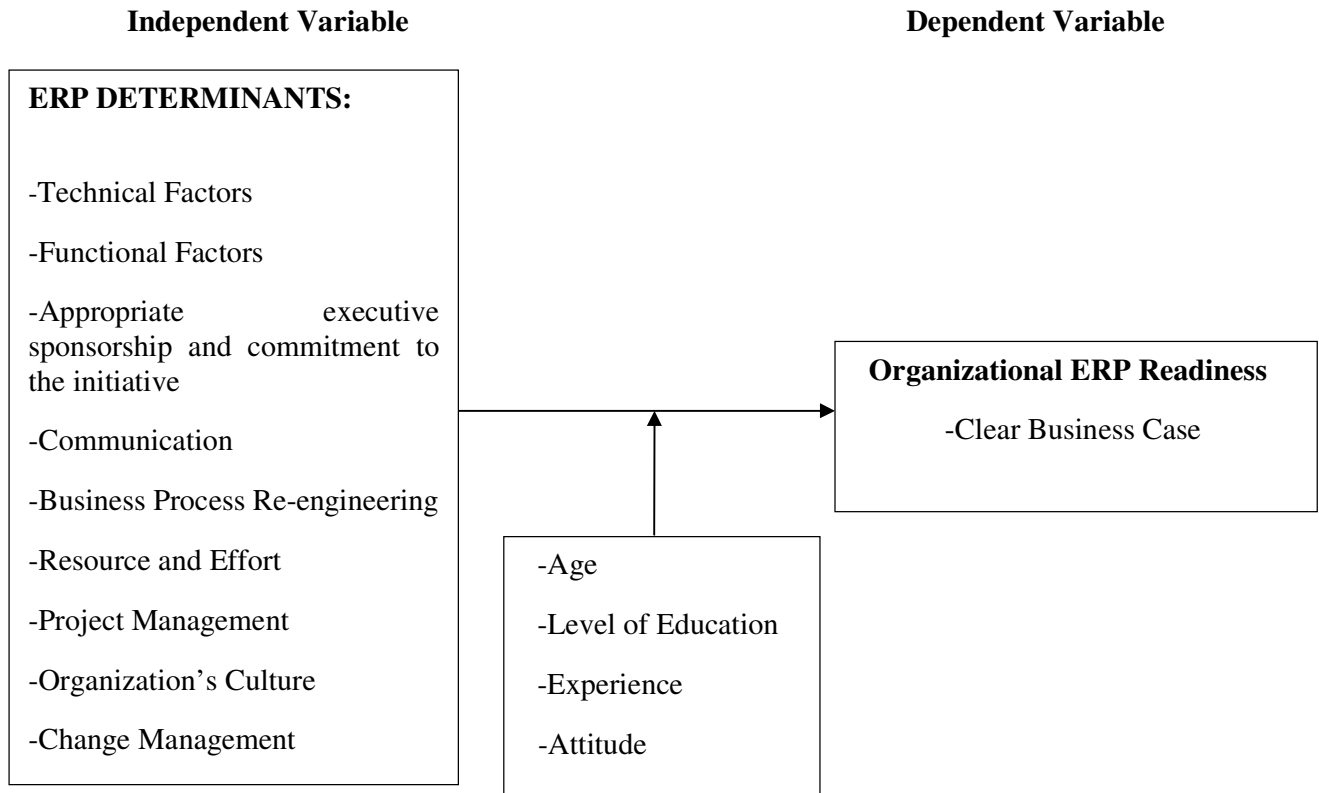 Independent Variable
Dependent Variable
ERP DETERMINANTS:
-Technical Factors
-Functional Factors
-Appropriate executive
sponsorship and commitment to
the initiative
-Communication
-Business Process Re-engineering
-Resource and Effort
-Project Management
-Organization’s Culture
-Change Management
-Age
-Level of Education
-Experience
-Attitude
Organizational ERP Readiness
-Clear Business Case